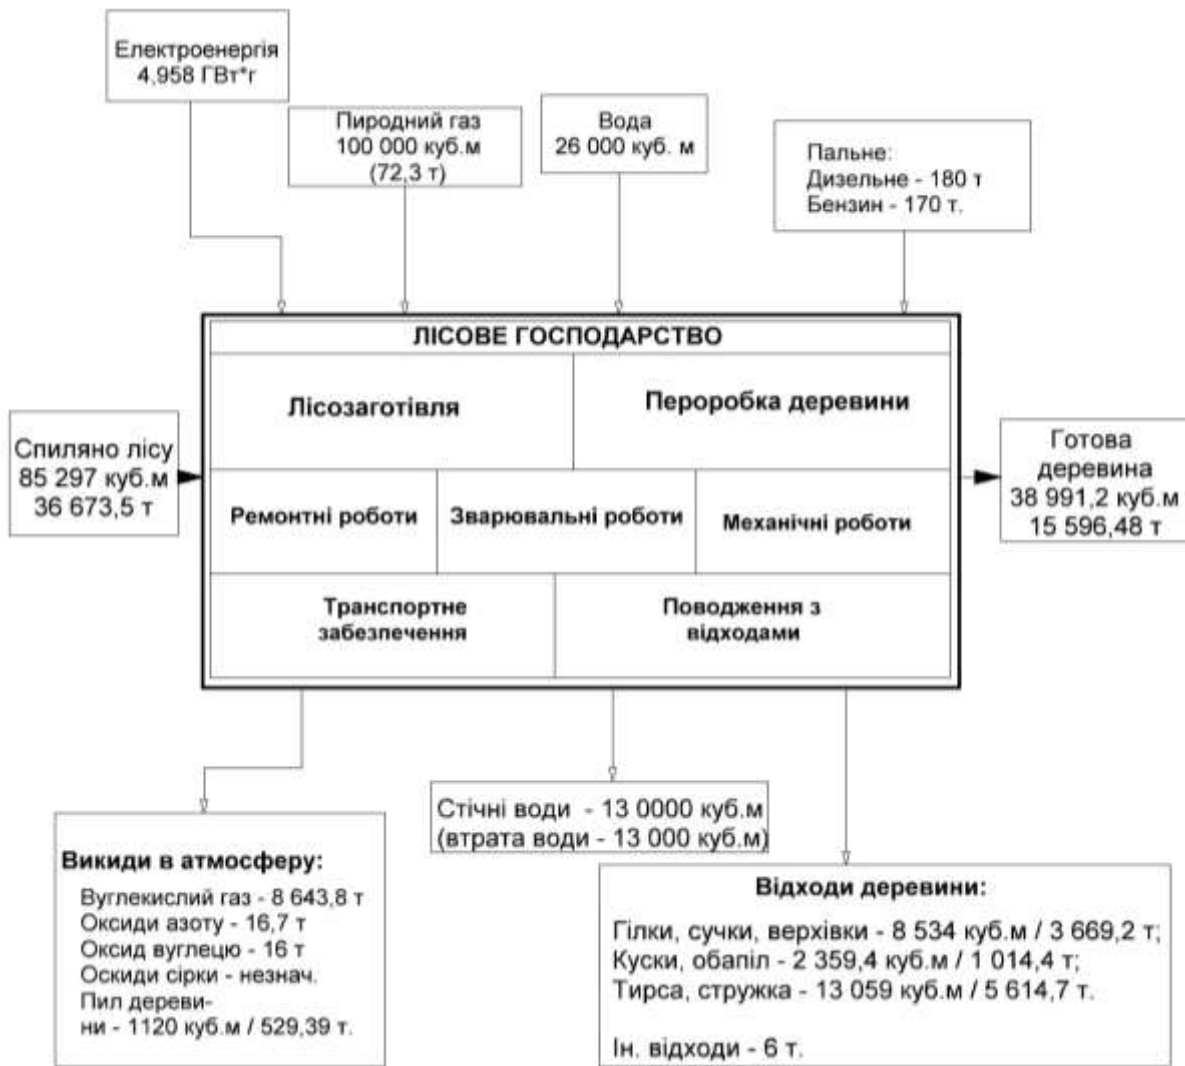 Електроенергія
4,958 ГВт*г
Пиродний газ
100 000 куб.м
(72,3 т)
Вода
26 000 куб. м
Пальне:
Дизельне - 180 т
Бензин - 170 т.
ЛІСОВЕ ГОСПОДАРСТВО
Лісозаготівля
Пероробка деревини
Ремонтні роботи
Зварювальні роботи
Механічні роботи
Транспортне
забезпечення
Поводження з
відходами
Спиляно лісу
85 297 куб.м
36 673,5 т
Готова
деревина
38 991,2 куб.м
15 596,48 т
Викиди в атмосферу:
Вуглекислий газ - 8 643,8 т
Оксиди азоту - 16,7 т
Оксид вуглецю - 16 т
Оскиди сірки - незнач.
Пил дереви-
ни - 1120 куб.м / 529,39 т.
Стічні води - 13 0000 куб.м
(втрата води - 13 000 куб.м)
Відходи деревини:
Гілки, сучки, верхівки - 8 534 куб.м / 3 669,2 т;
Куски, обапіл - 2 359,4 куб.м / 1 014,4 т;
Тирса, стружка - 13 059 куб.м / 5 614,7 т.
Ін. відходи - 6 т.